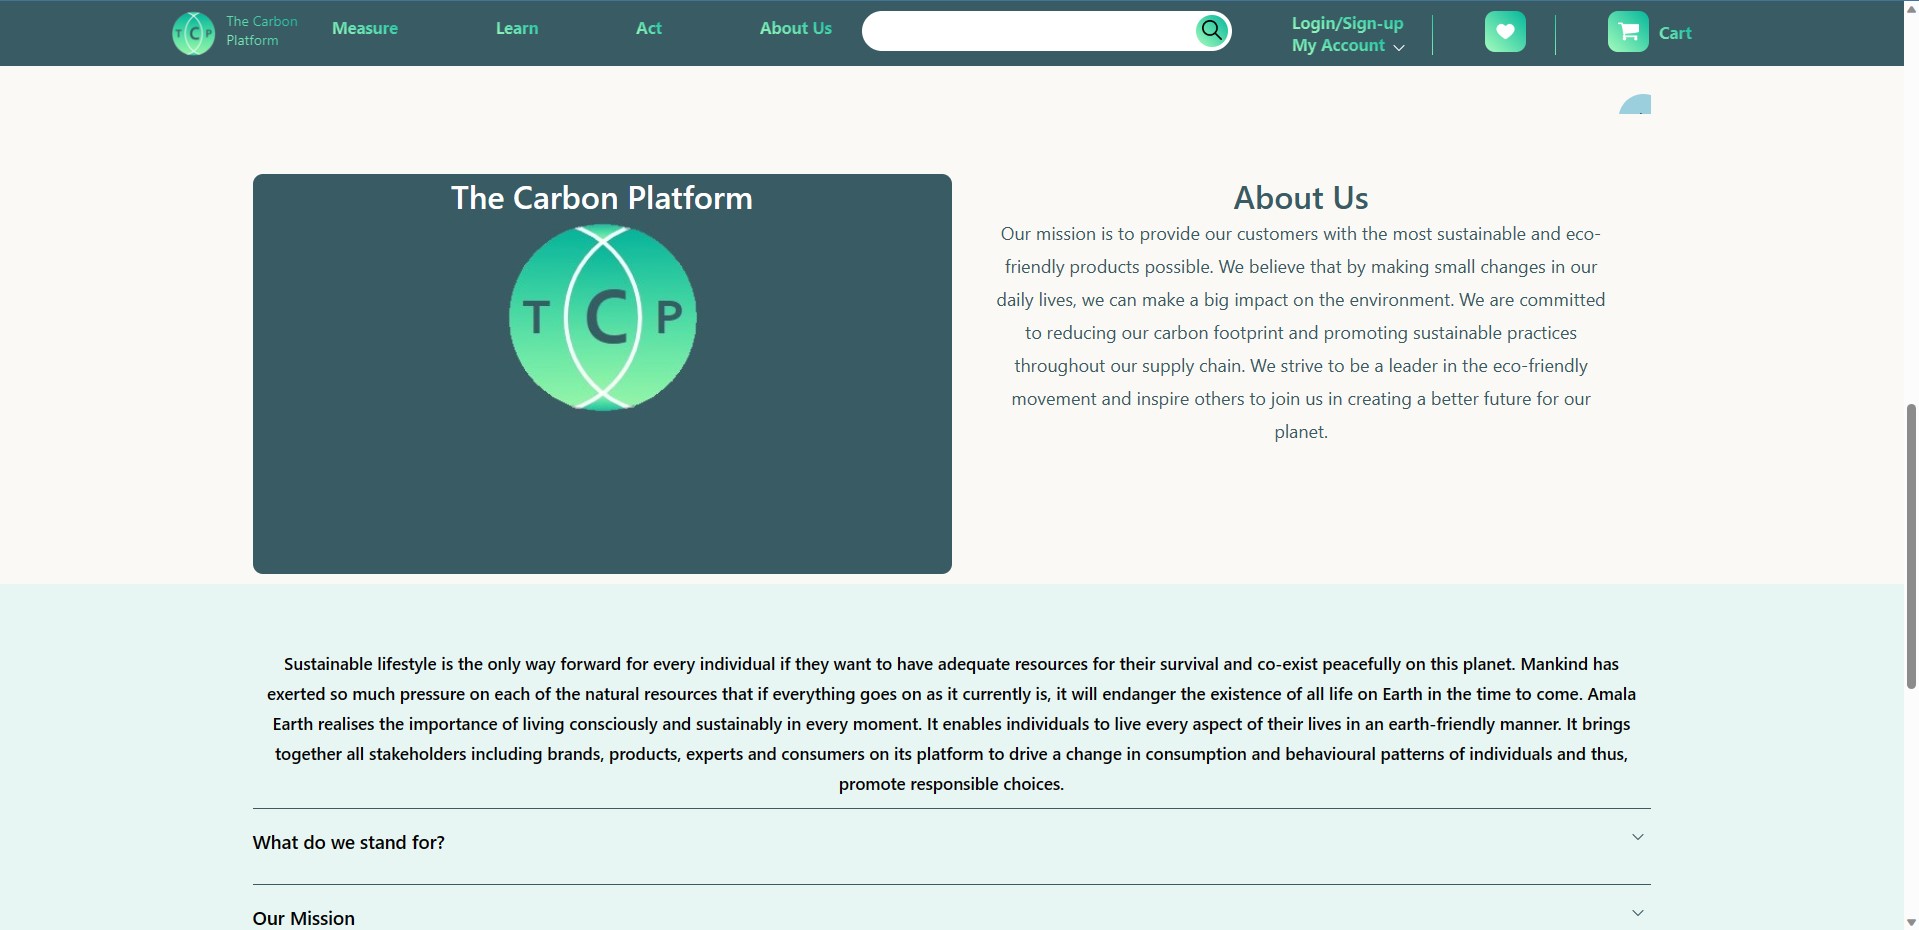 The Carbon
Platform
T C P
Measure
Learn
Act
About Us
Login/Sign-up
My Account
Cart
The Carbon Platform
T C P
About Us
Our mission is to provide our customers with the most sustainable and eco-
friendly products possible. We believe that by making small changes in our
daily lives, we can make a big impact on the environment. We are committed
to reducing our carbon footprint and promoting sustainable practices
throughout our supply chain. We strive to be a leader in the eco-friendly
movement and inspire others to join us in creating a better future for our
planet.
Sustainable lifestyle is the only way forward for every individual if they want to have adequate resources for their survival and co-exist peacefully on this planet. Mankind has
exerted so much pressure on each of the natural resources that if everything goes on as it currently is, it will endanger the existence of all life on Earth in the time to come. Amala
Earth realises the importance of living consciously and sustainably in every moment. It enables individuals to live every aspect of their lives in an earth-friendly manner. It brings
together all stakeholders including brands, products, experts and consumers on its platform to drive a change in consumption and behavioural patterns of individuals and thus,
promote responsible choices.
What do we stand for?
Our Mission